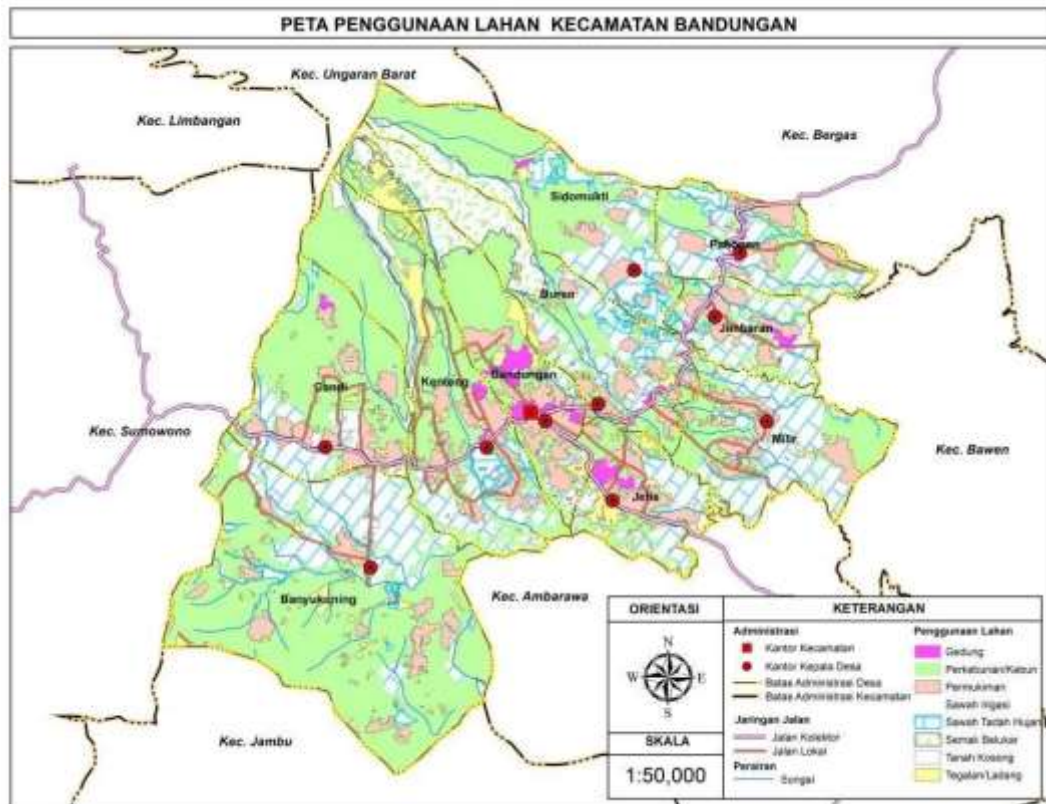 PETA PENGGUNAAN LAHAN KECAMATAN BANDUNGAN
Kec. Ungaran Barat
Kec. Limbangan
Kec. Bergas
Sidomukti
Pakopen
Duren
Jimbaran
Candi
Kenteng
Bandungan
Kec. Sumowono
Milir
Kec. Bawen
Jetis
Banyukuning
Kec. Ambarawa
Kec. Jambu
ORIENTASI
N
W E
S
SKALA
1:50,000
KETERANGAN
Administrasi
Kantor Kecamatan
Kantor Kepala Desa
Batas Administrasi Desa
Batas Administrasi Kecamatan
Jaringan Jalan
Jalan Kolektor
Jalan Lokal
Perairan
Sungai
Penggunaan Lahan
Gedung
Perkebunan/Kebun
Permukiman
Sawah Irigasi
Sawah Tadah Hujan
Semak Belukar
Tanah Kosong
Tegalan/Ladang